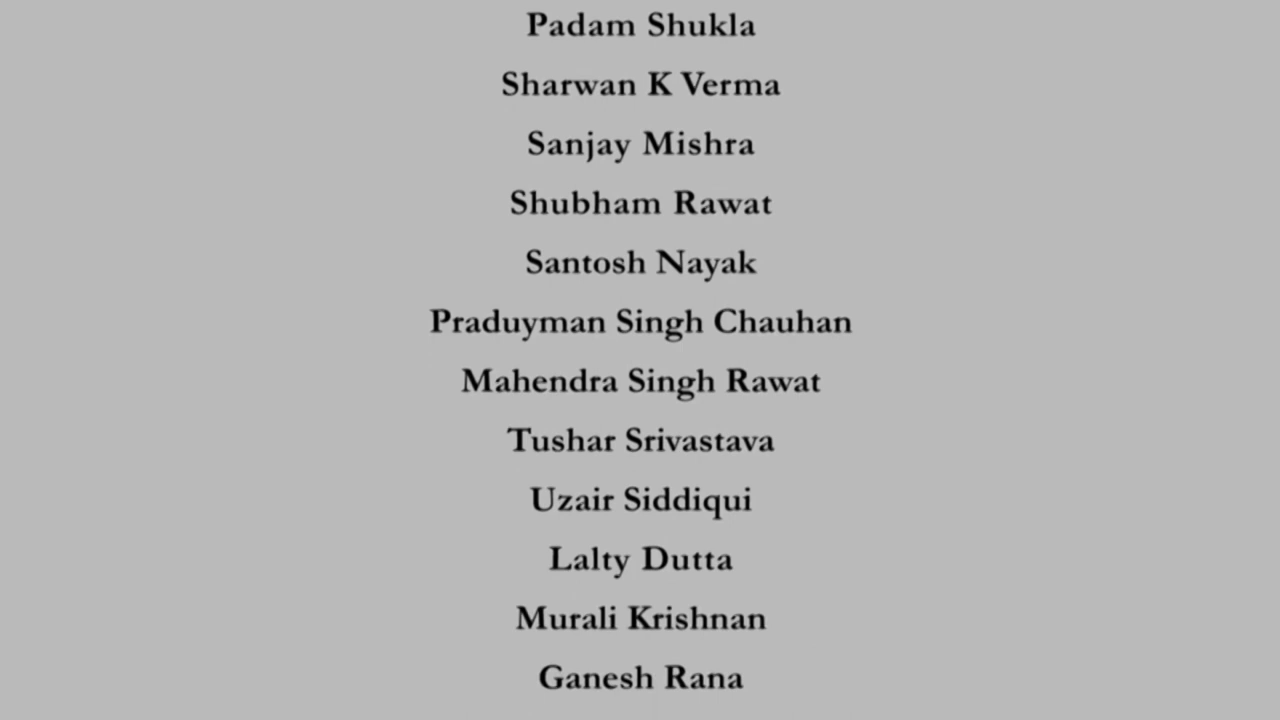 Padam Shukla
Sharwan K Verma
Sanjay Mishra
Shubham Rawat
Santosh Nayak
Praduyman Singh Chauhan
Mahendra Singh Rawat
Tushar Srivastava
Uzair Siddiqui
Lalty Dutta
Murali Krishnan
Ganesh Rana